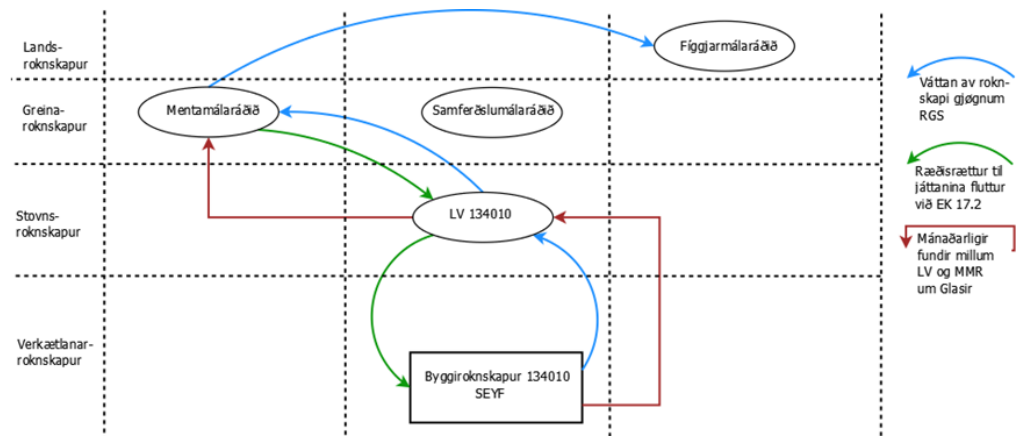 Lands-
roknskapur
Fíggjarmálaráðið
Greina-
roknskapur
Mentamálaráðið
Samferðslumálaráðið
Stovns-
roknskapur
LV 134010
Verkætlanar-
roknskapur
Byggiroknskapur 134010
SEYF
Váttan av rokn-
skapi gjøgnum
RGS
Ræðisrættur til
játtanina fluttur
við EK 17.2
Mánaðarligir
fundir millum
LV og MMR
um Glasir